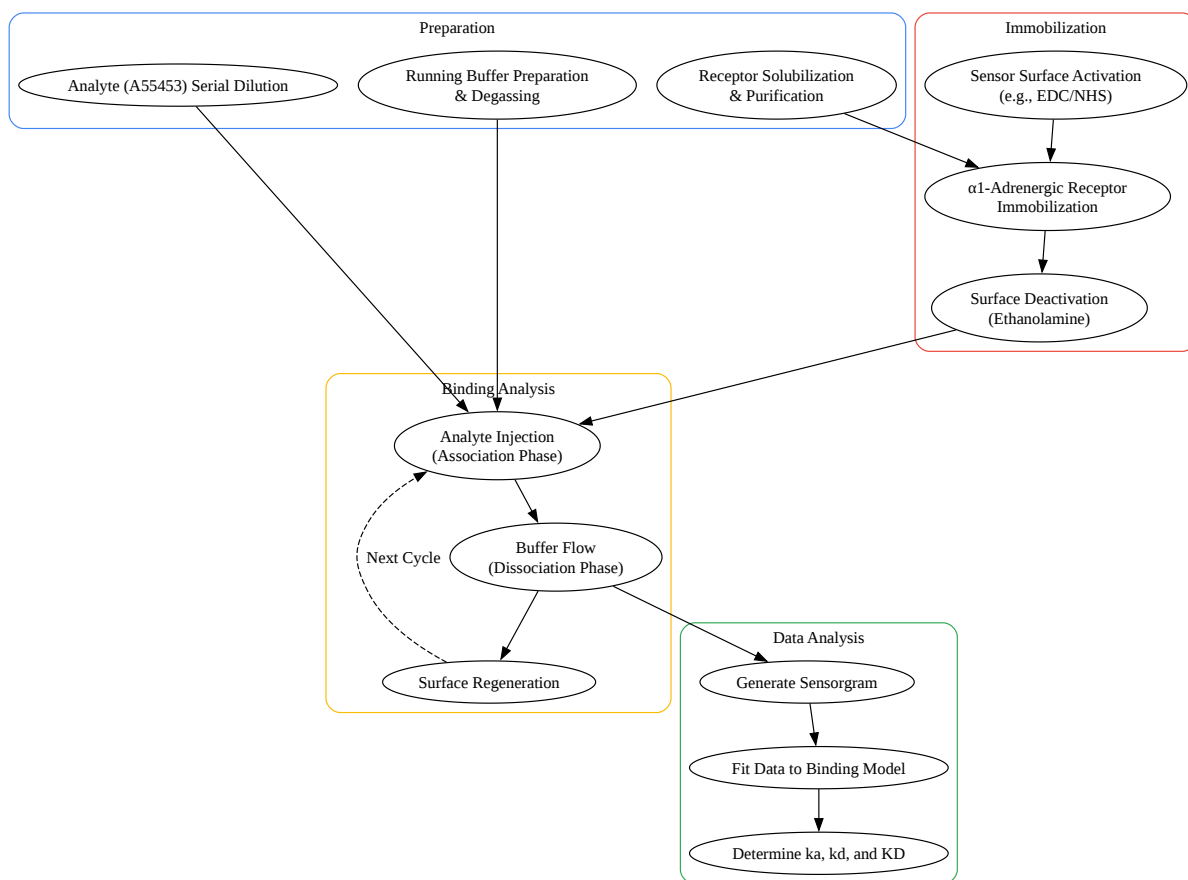 Preparation
Analyte (A55453) Serial Dilution
Running Buffer Preparation
& Degassing
Receptor Solubilization
& Purification
Immobilization
Sensor Surface Activation
(e.g., EDC/NHS)
α1-Adrenergic Receptor
Immobilization
Surface Deactivation
(Ethanolamine)
Binding Analysis
Analyte Injection
(Association Phase)
Next Cycle
Buffer Flow
(Dissociation Phase)
Surface Regeneration
Data Analysis
Generate Sensorgram
Fit Data to Binding Model
Determine ka, kd, and KD